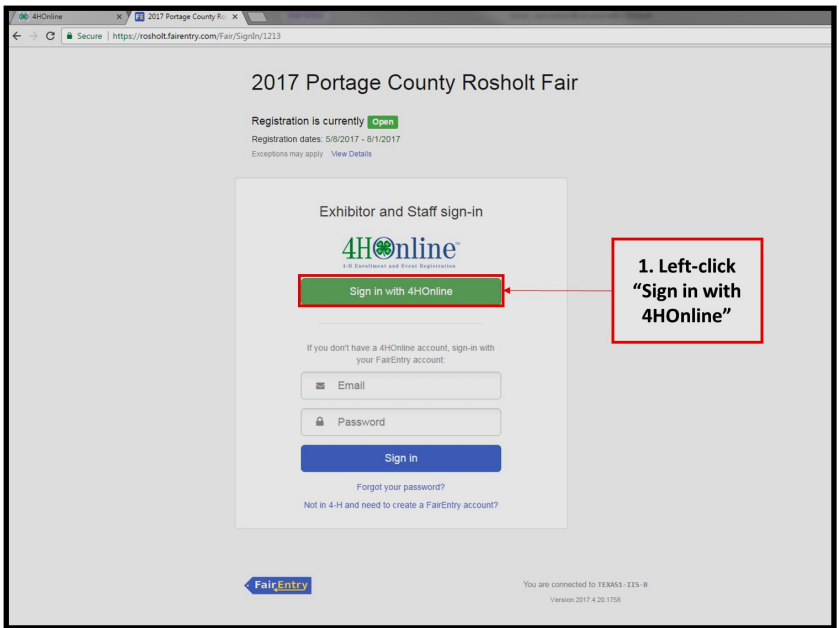 4HOnline
2017 Portage County Ro
Secure | https://rosholt.fairentry.com/Fair/SignIn/1213
2017 Portage County Rosholt Fair
Registration is currently Open
Registration dates: 5/8/2017 - 8/1/2017
Exceptions may apply View Details
Exhibitor and Staff sign-in
4HOnline
4-H Enrollment and Event Registration
Sign in with 4HOnline
1. Left-click
“Sign in with
4HOnline”
If you don't have a 4HOnline account, sign-in with
your FairEntry account:
Email
Password
Sign in
Forgot your password?
Not in 4-H and need to create a FairEntry account?
FairEntry
You are connected to TEXAS1-IIS-8
Version 2017.4.20.1758